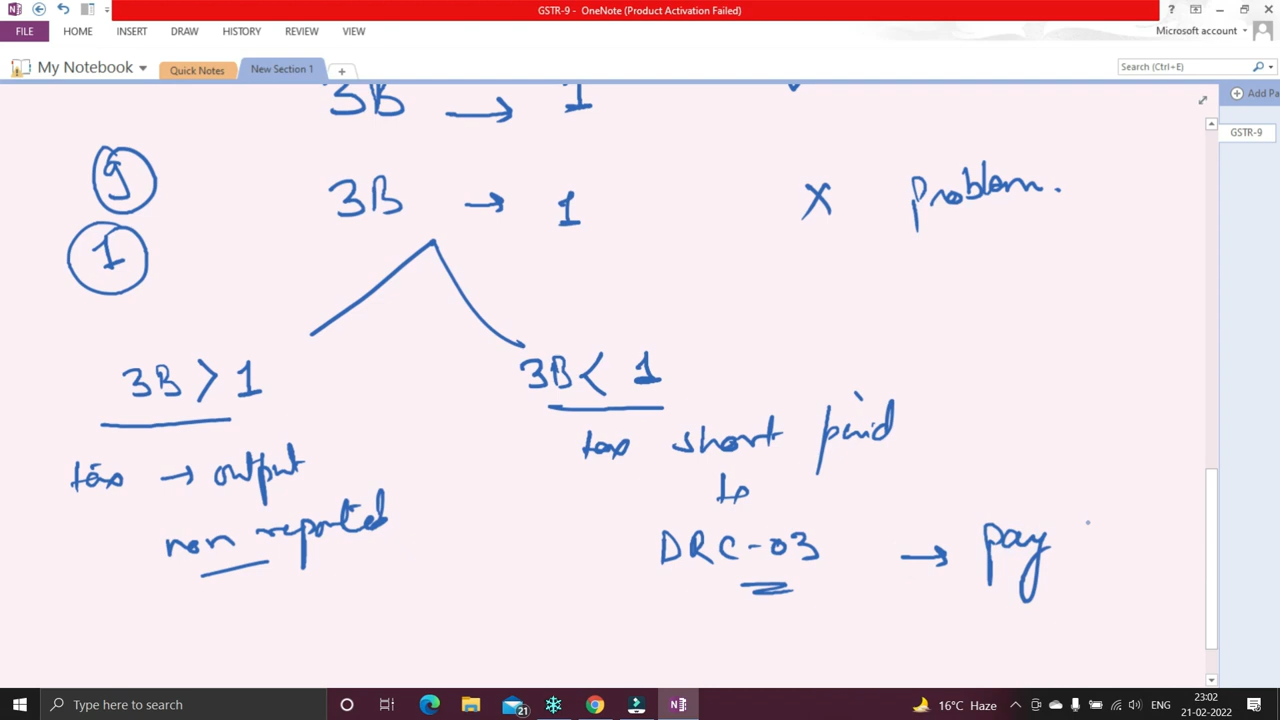 GSTR-9 - OneNote (Product Activation Failed)
FILE HOME INSERT DRAW HISTORY REVIEW VIEW
Microsoft account
My Notebook
Quick Notes
New Section 1
Search (Ctrl+E)
Add Pa
GSTR-9
3B → 1
9 3B → 1 X Problem.
1
3B > 1
3B < 1
tax → output
non reported
tax short paid
DRC-03 → pay
Type here to search
21
16°C Haze
ENG
23:02
21-02-2022